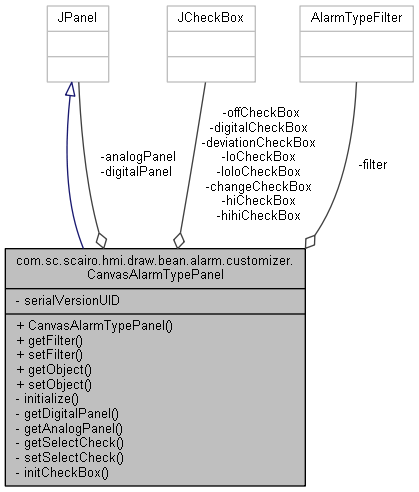 JPanel
JCheckBox
AlarmTypeFilter
-analogPanel
-digitalPanel
-offCheckBox
-digitalCheckBox
-deviationCheckBox
-loCheckBox
-loloCheckBox
-changeCheckBox
-hiCheckBox
-hihiCheckBox
-filter
com.sc.scairo.hmi.draw.bean.alarm.customizer.
CanvasAlarmTypePanel
- serialVersionUID
+ CanvasAlarmTypePanel()
+ getFilter()
+ setFilter()
+ getObject()
+ setObject()
- initialize()
- getDigitalPanel()
- getAnalogPanel()
- getSelectCheck()
- setSelectCheck()
- initCheckBox()